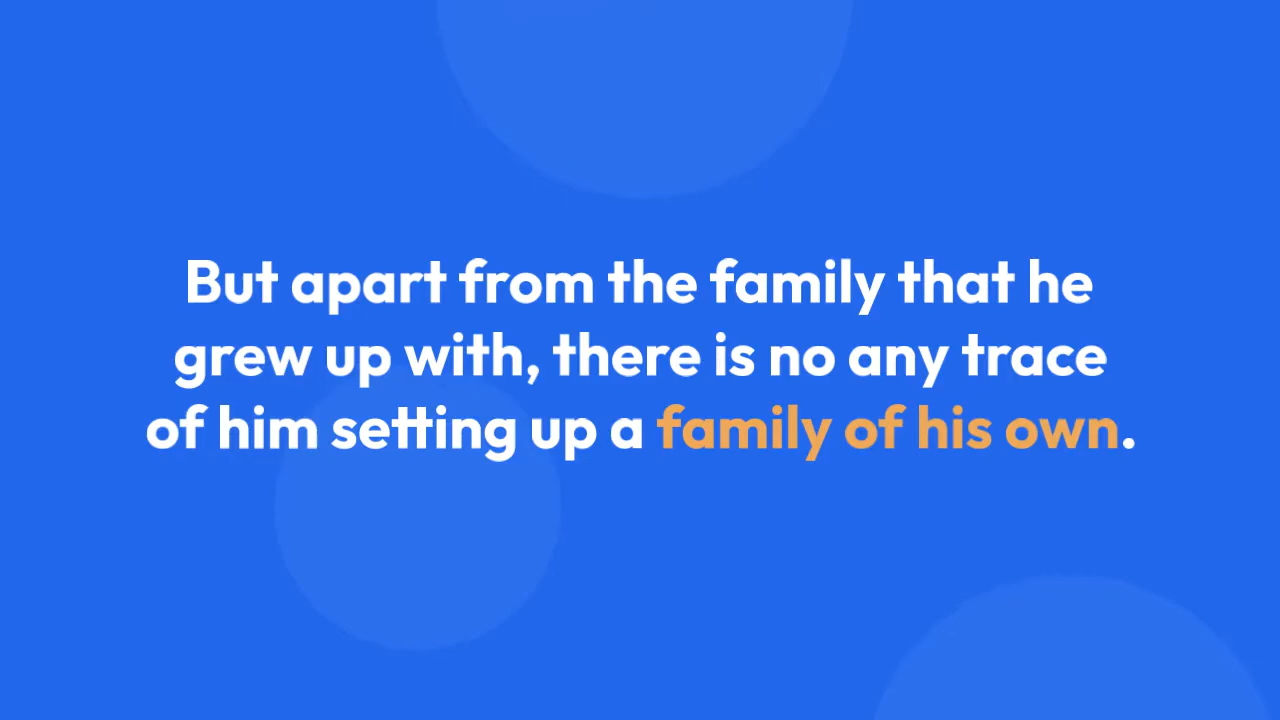 But apart from the family that he
grew up with, there is no any trace
of him setting up a family of his own.